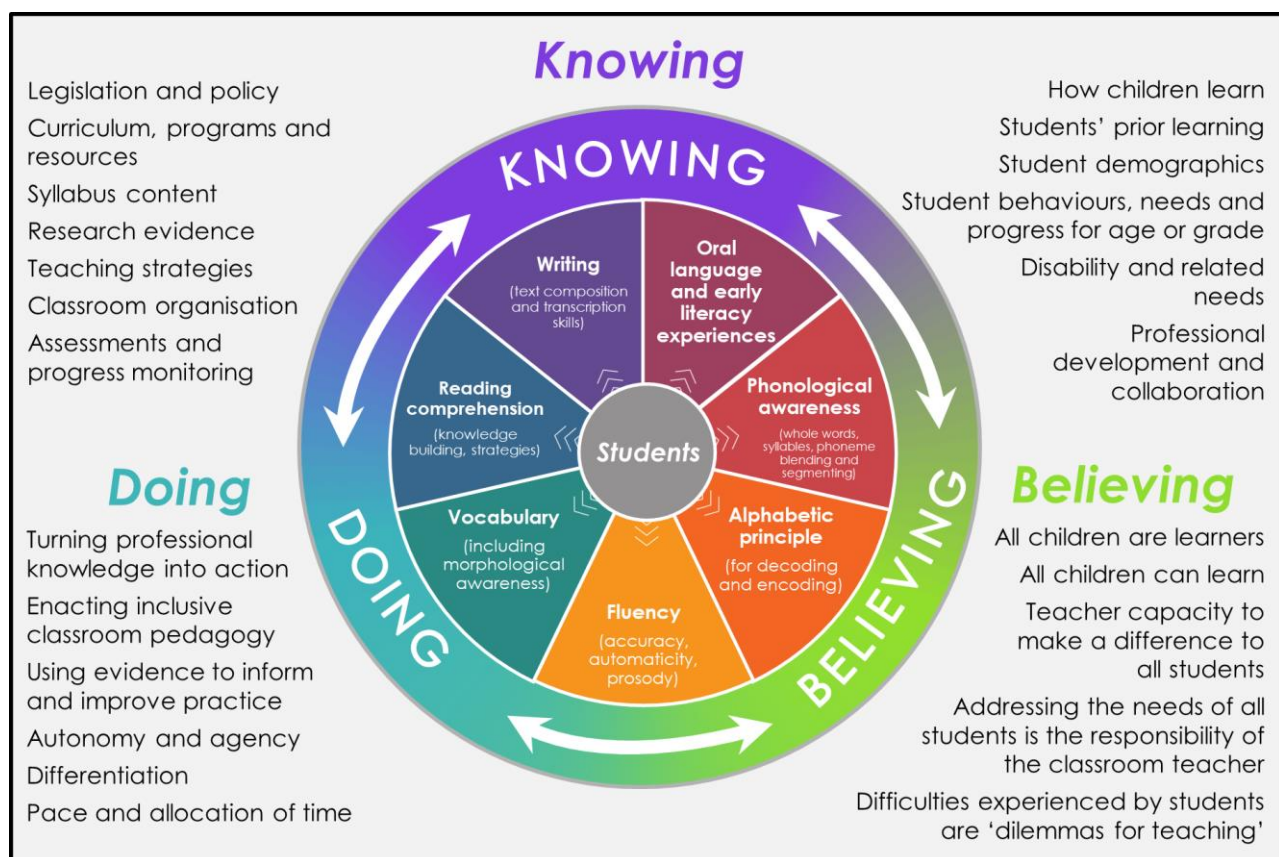 Knowing
Legislation and policy
Curriculum, programs and
resources
Syllabus content
Research evidence
Teaching strategies
Classroom organisation
Assessments and
progress monitoring
How children learn
Students’ prior learning
Student demographics
Student behaviours, needs and
progress for age or grade
Disability and related
needs
Professional
development and
collaboration
KNOWING
Writing
(text composition
and transcription
skills)
Oral
language
and early
literacy
experiences
Reading
comprehension
(knowledge
building, strategies)
Students
Phonological
awareness
(whole words,
syllables, phoneme
blending and
segmenting)
Vocabulary
(including
morphological
awareness)
Alphabetic
principle
(for decoding
and encoding)
Fluency
(accuracy,
automaticity,
prosody)
DOING
BELIEVING
Doing
Turning professional
knowledge into action
Enacting inclusive
classroom pedagogy
Using evidence to inform
and improve practice
Autonomy and agency
Differentiation
Pace and allocation of time
Believing
All children are learners
All children can learn
Teacher capacity to
make a difference to
all students
Addressing the needs of all
students is the responsibility of
the classroom teacher
Difficulties experienced by students
are ‘dilemmas for teaching’